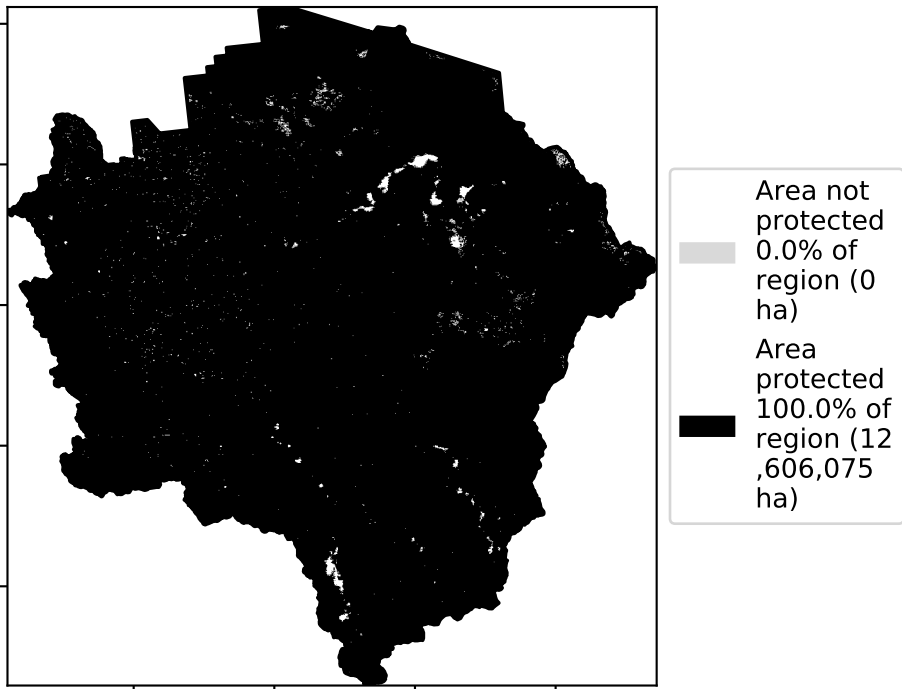 Area not
protected
0.0% of
region (0
ha)
Area
protected
100.0% of
region (12
,606,075
ha)